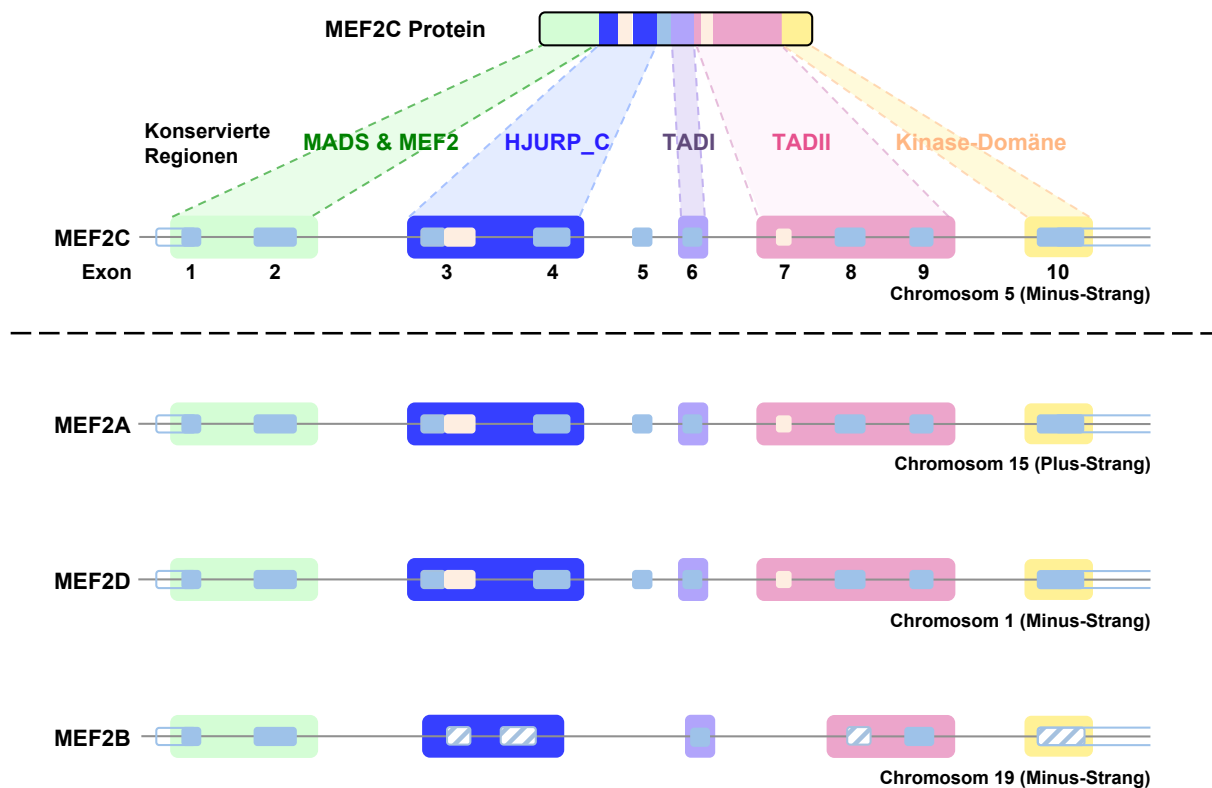 MEF2C Protein
Konservierte
Regionen
MADS & MEF2
HJURP_C
TADI
TADII
Kinase-Domäne
MEF2C
Exon
1
2
3
4
5
6
7
8
9
10
Chromosom 5 (Minus-Strang)
MEF2A
Chromosom 15 (Plus-Strang)
MEF2D
Chromosom 1 (Minus-Strang)
MEF2B
Chromosom 19 (Minus-Strang)